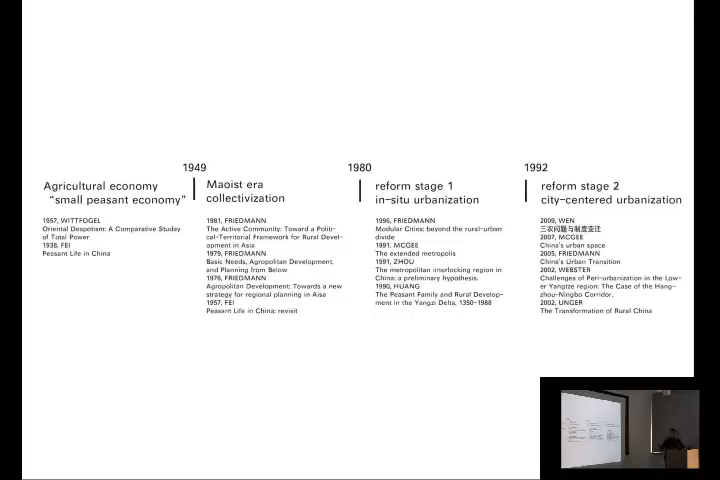 1949
1980
1992
Agricultural economy
“small peasant economy”
1957, WITTFOGEL
Oriental Despotism: A Comparative Studay
of Total Power
1938, FEI
Peasant Life in China
Maoist era
collectivization
1981, FRIEDMANN
The Active Community: Toward a Politi-
cal-Territorial Framework for Rural Devel-
opment in Asia
1979, FRIEDMANN
Basic Needs, Agropolitan Development,
and Planning from Below
1976, FRIEDMANN
Agropolitan Development: Towards a new
strategy for regional planning in Aisa
1957, FEI
Peasant Life in China: revisit
reform stage 1
in-situ urbanization
1996, FRIEDMANN
Modular Cities: beyond the rural-urban
divide
1991. MCGEE
The extended metropolis
1991, ZHOU
The metropolitan interlocking region in
China: a preliminary hypothesis.
1990, HUANG
The Peasant Family and Rural Develop-
ment in the Yangzi Delta, 1350-1988
reform stage 2
city-centered urbanization
2009, WEN
三农问题与制度变迁
2007, MCGEE
China's urban space
2005, FRIEDMANN
China's Urban Transition
2002, WEBSTER
Challenges of Peri-urbanization in the Low-
er Yangtze region: The Case of the Hang-
zhou-Ningbo Corridor.
2002, UNGER
The Transformation of Rural China